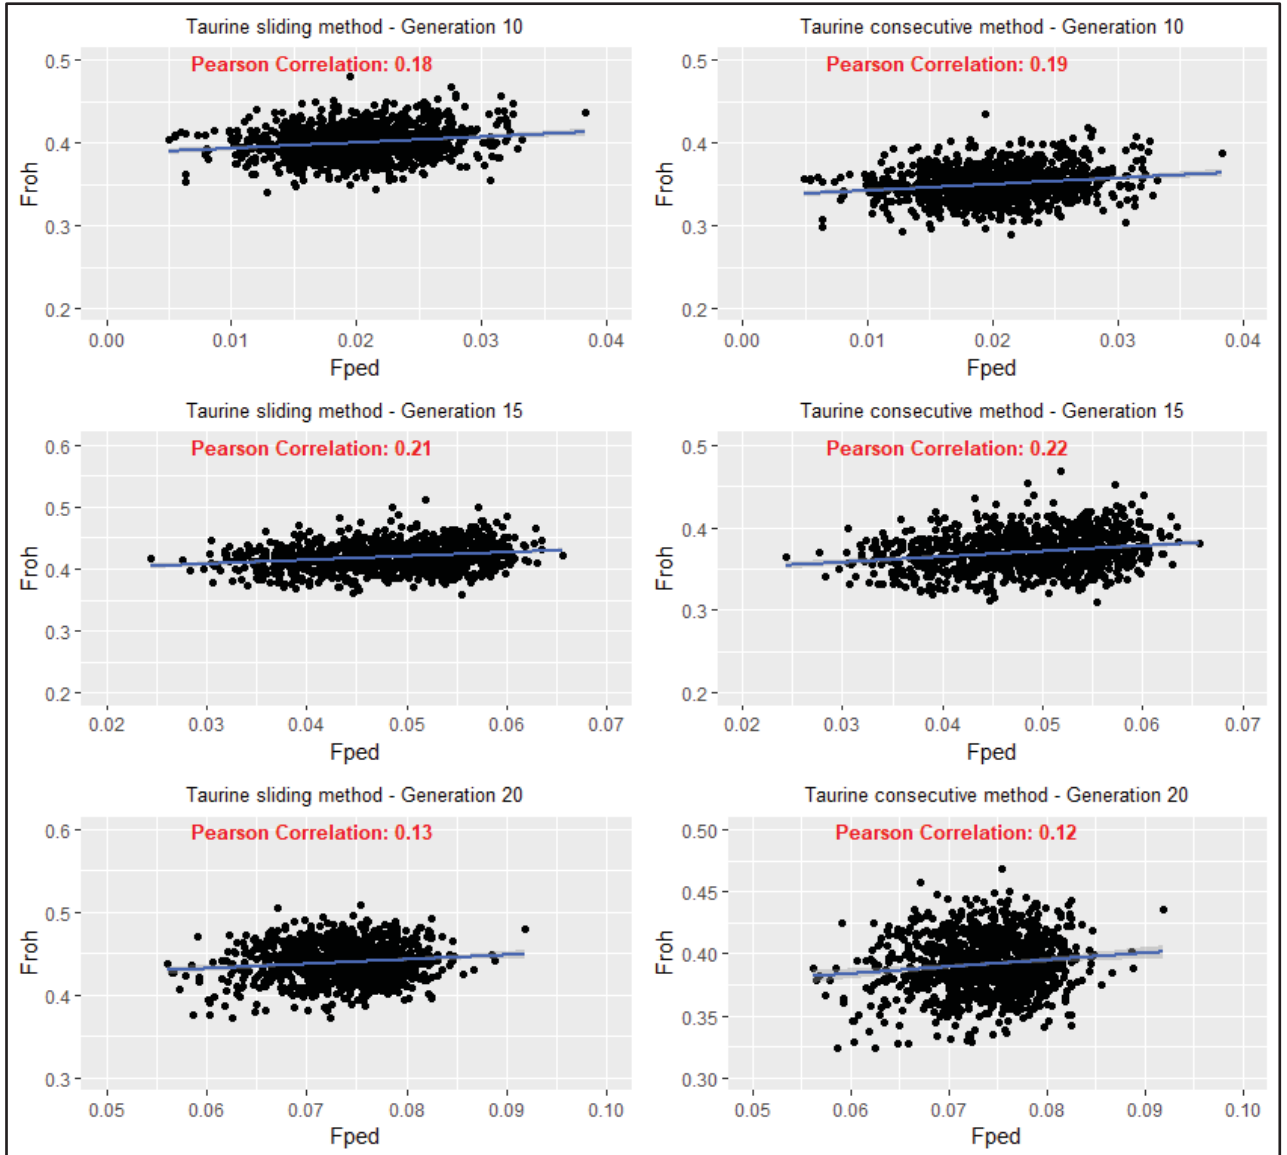 Taurine sliding method - Generation 10
Pearson Correlation: 0.18
0.5
0.4
0.3
0.2
Froh
0.00 0.01 0.02 0.03 0.04
Fped
Taurine consecutive method - Generation 10
Pearson Correlation: 0.19
0.5
0.4
0.3
0.2
Froh
0.00 0.01 0.02 0.03 0.04
Fped
Taurine sliding method - Generation 15
Pearson Correlation: 0.21
0.6
0.5
0.4
0.3
0.2
Froh
0.02 0.03 0.04 0.05 0.06 0.07
Fped
Taurine consecutive method - Generation 15
Pearson Correlation: 0.22
0.5
0.4
0.3
0.2
Froh
0.02 0.03 0.04 0.05 0.06 0.07
Fped
Taurine sliding method - Generation 20
Pearson Correlation: 0.13
0.6
0.5
0.4
0.3
Froh
0.05 0.06 0.07 0.08 0.09 0.10
Fped
Taurine consecutive method - Generation 20
Pearson Correlation: 0.12
0.50
0.45
0.40
0.35
0.30
Froh
0.05 0.06 0.07 0.08 0.09 0.10
Fped